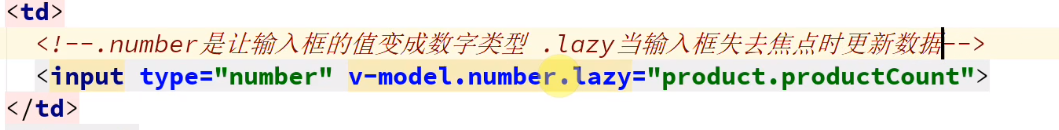 <td>
<!--.number是让输入框的值变成数字类型 .lazy当输入框失去焦点时更新数据-->
<input type="number" v-model.number.lazy="product.productCount">
</td>